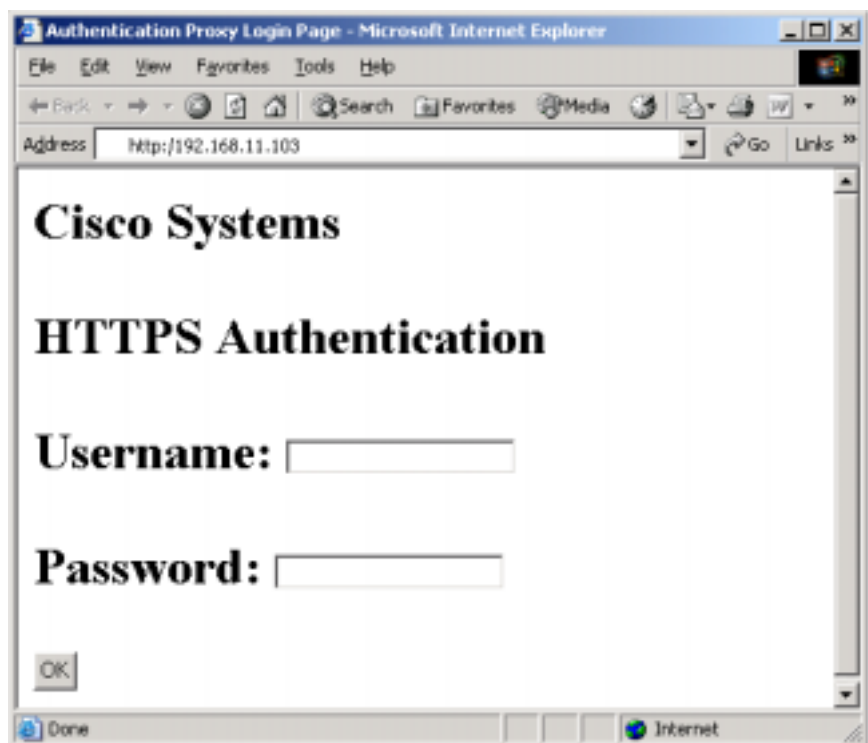 Authentication Proxy Login Page - Microsoft Internet Explorer
File Edit View Favorites Tools Help
Back Search Favorites Media
Address http:/192.168.11.103 Go Links
Cisco Systems
HTTPS Authentication
Username:
Password:
OK
Done Internet